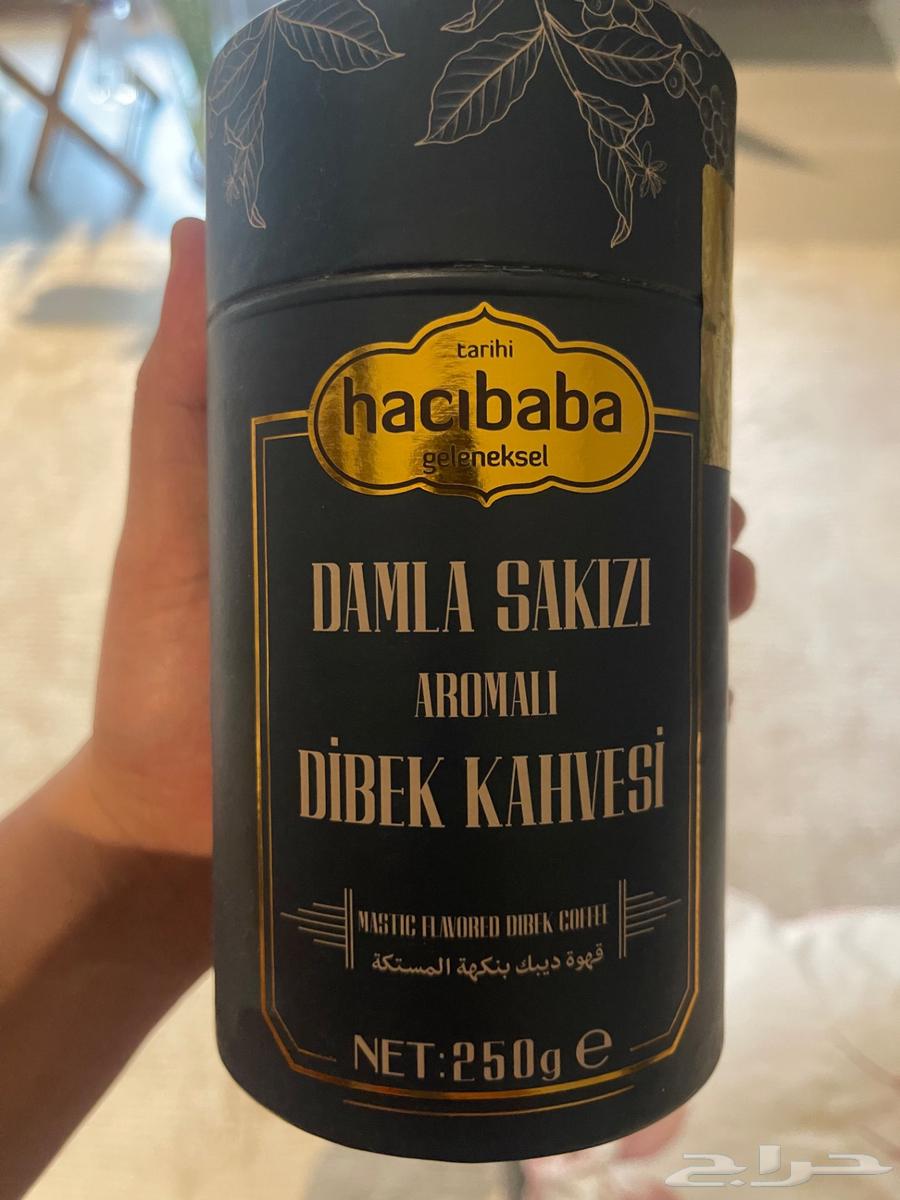 tarihi
hacıbaba
geleneksel
DAMLA SAKIZI
AROMALI
DİBEK KAHVESİ
MASTIC FLAVORED DIBEK COFFEE
قهوة ديبك بنكهة المستكة
NET:250g e
حراج